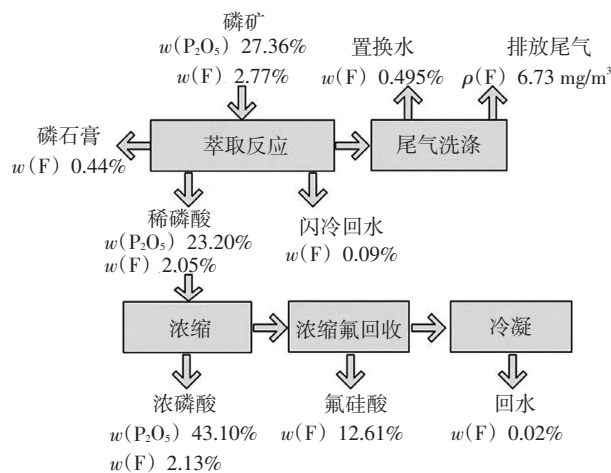 磷矿
w(P₂O₅) 27.36%
w(F) 2.77%
置换水
w(F) 0.495%
排放尾气
ρ(F) 6.73 mg/m³
磷石膏
w(F) 0.44%
萃取反应
尾气洗涤
稀磷酸
w(P₂O₅) 23.20%
w(F) 2.05%
闪冷回水
w(F) 0.09%
浓缩
浓缩氟回收
冷凝
浓磷酸
w(P₂O₅) 43.10%
w(F) 2.13%
氟硅酸
w(F) 12.61%
回水
w(F) 0.02%